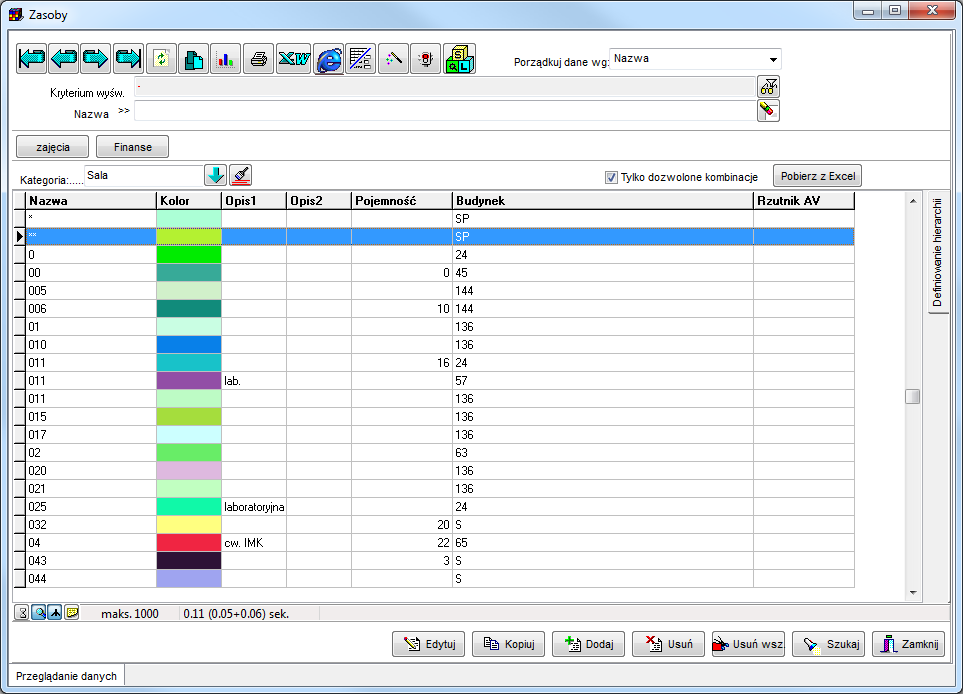 Zasoby
Porządkuj dane wg: Nazwa
Kryterium wyśw.
Nazwa >>
zajęcia Finanse
Kategoria:..... Sala Tylko dozwolone kombinacje Pobierz z Excel
Nazwa Kolor Opis1 Opis2 Pojemność Budynek Rzutnik AV
* SP
** SP
0 24
00 0 45
005 144
006 10 144
01 136
010 136
011 16 24
011 lab. 57
011 136
015 136
017 136
02 63
020 136
021 136
025 laboratoryjna 24
032 20 S
04 cw. IMK 22 65
043 3 S
044 S
Definiowanie hierarchii
maks. 1000 0.11 (0.05+0.06) sek.
Edytuj Kopiuj Dodaj Usuń Usuń wsz Szukaj Zamknij
Przeglądanie danych